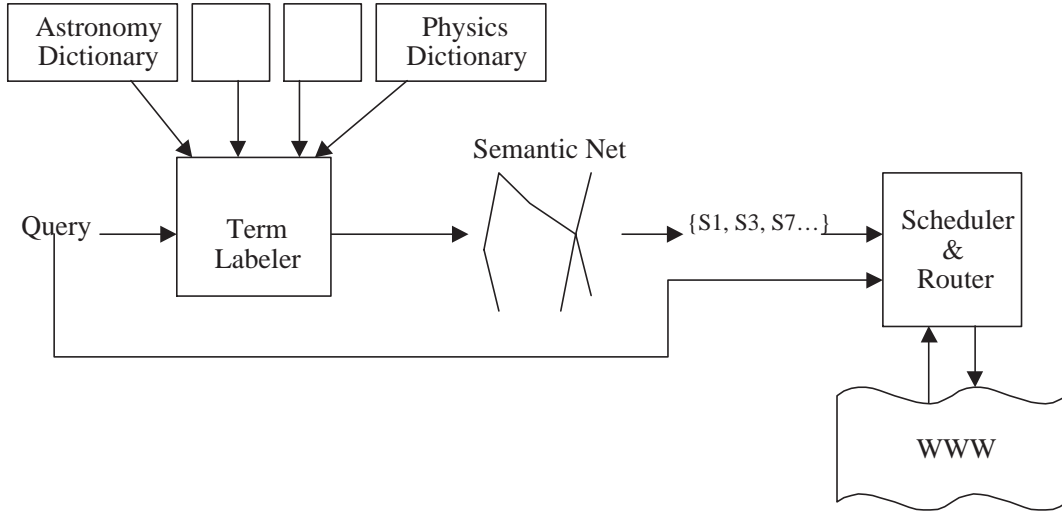 Astronomy
Dictionary
Physics
Dictionary
Semantic Net
Query
Term
Labeler
{S1, S3, S7…}
Scheduler
&
Router
WWW